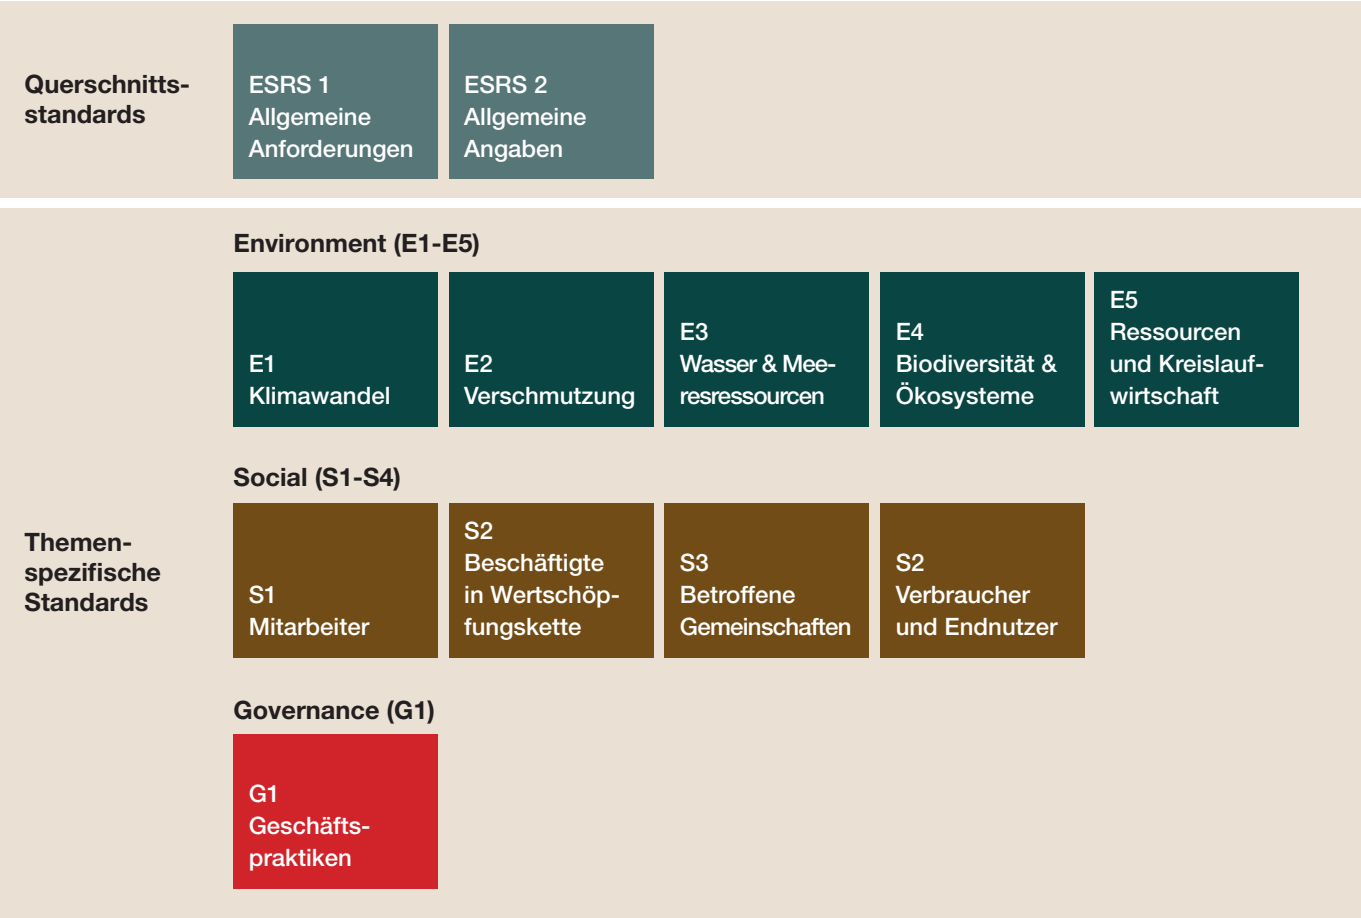 Querschnitts-
standards
ESRS 1
Allgemeine
Anforderungen
ESRS 2
Allgemeine
Angaben
Environment (E1-E5)
E1
Klimawandel
E2
Verschmutzung
E3
Wasser & Mee-
resressourcen
E4
Biodiversität &
Ökosysteme
E5
Ressourcen
und Kreislauf-
wirtschaft
Themen-
spezifische
Standards
Social (S1-S4)
S1
Mitarbeiter
S2
Beschäftigte
in Wertschöp-
fungskette
S3
Betroffene
Gemeinschaften
S2
Verbraucher
und Endnutzer
Governance (G1)
G1
Geschäfts-
praktiken